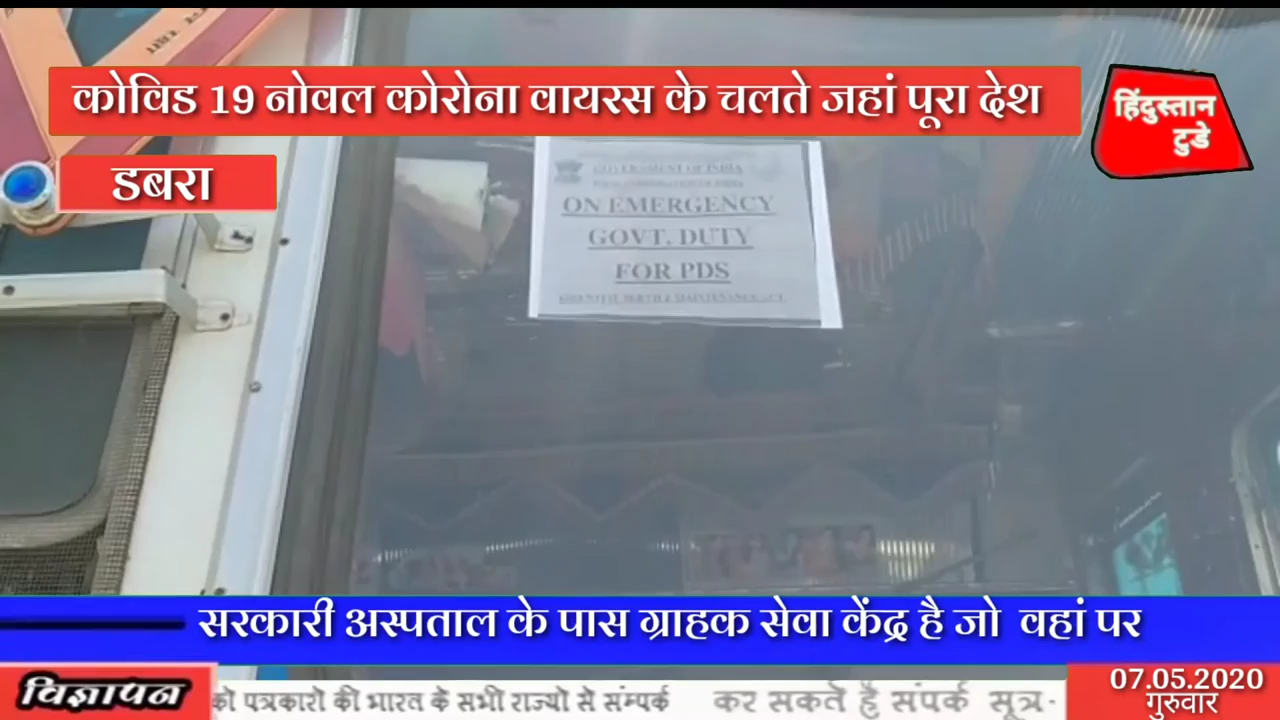 कोविड 19 नोवल कोरोना वायरस के चलते जहां पूरा देश
हिंदुस्तान
टुडे
डबरा
GOVERNMENT OF INDIA
ON EMERGENCY
GOVT. DUTY
FOR PDS
सरकारी अस्पताल के पास ग्राहक सेवा केंद्र है जो वहां पर
विज्ञापन
को पत्रकारों की भारत के सभी राज्यों से संम्पर्क कर सकते है संपर्क सूत्र-
07.05.2020
गुरुवार